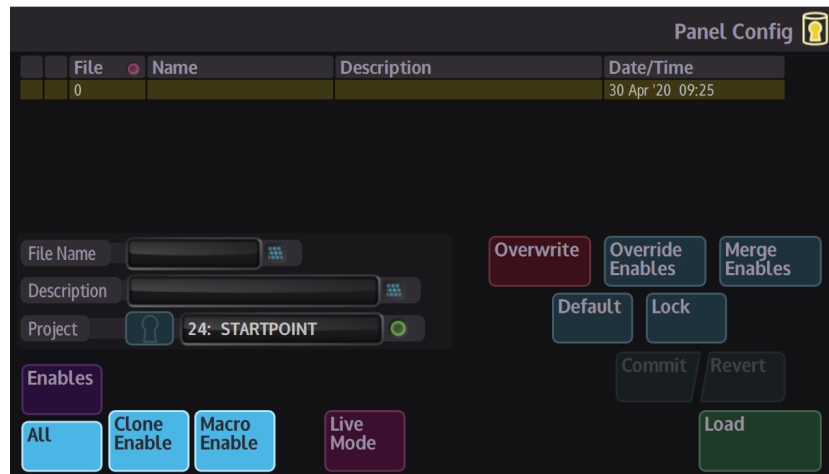 Panel Config
File Name Description Date/Time
0 30 Apr '20 09:25
File Name
Description
Project 24: STARTPOINT
Overwrite
Override Enables
Merge Enables
Default
Lock
Commit
Revert
Enables
All
Clone Enable
Macro Enable
Live Mode
Load